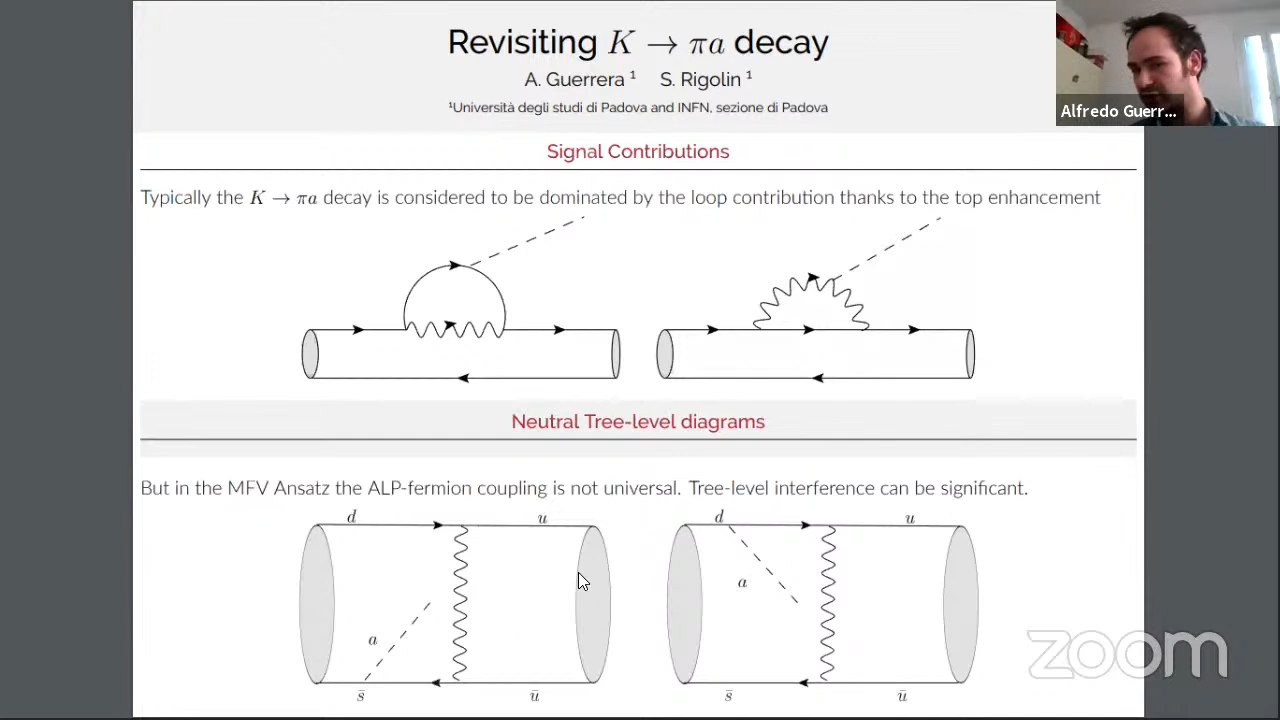 Revisiting K → πa decay
A. Guerrera ¹ S. Rigolin ¹
¹Università degli studi di Padova and INFN, sezione di Padova
Alfredo Guerr...
Signal Contributions
Typically the K → πa decay is considered to be dominated by the loop contribution thanks to the top enhancement
Neutral Tree-level diagrams
But in the MFV Ansatz the ALP-fermion coupling is not universal. Tree-level interference can be significant.
d u d u
a
a
s̄ ū s̄ ū
zoom